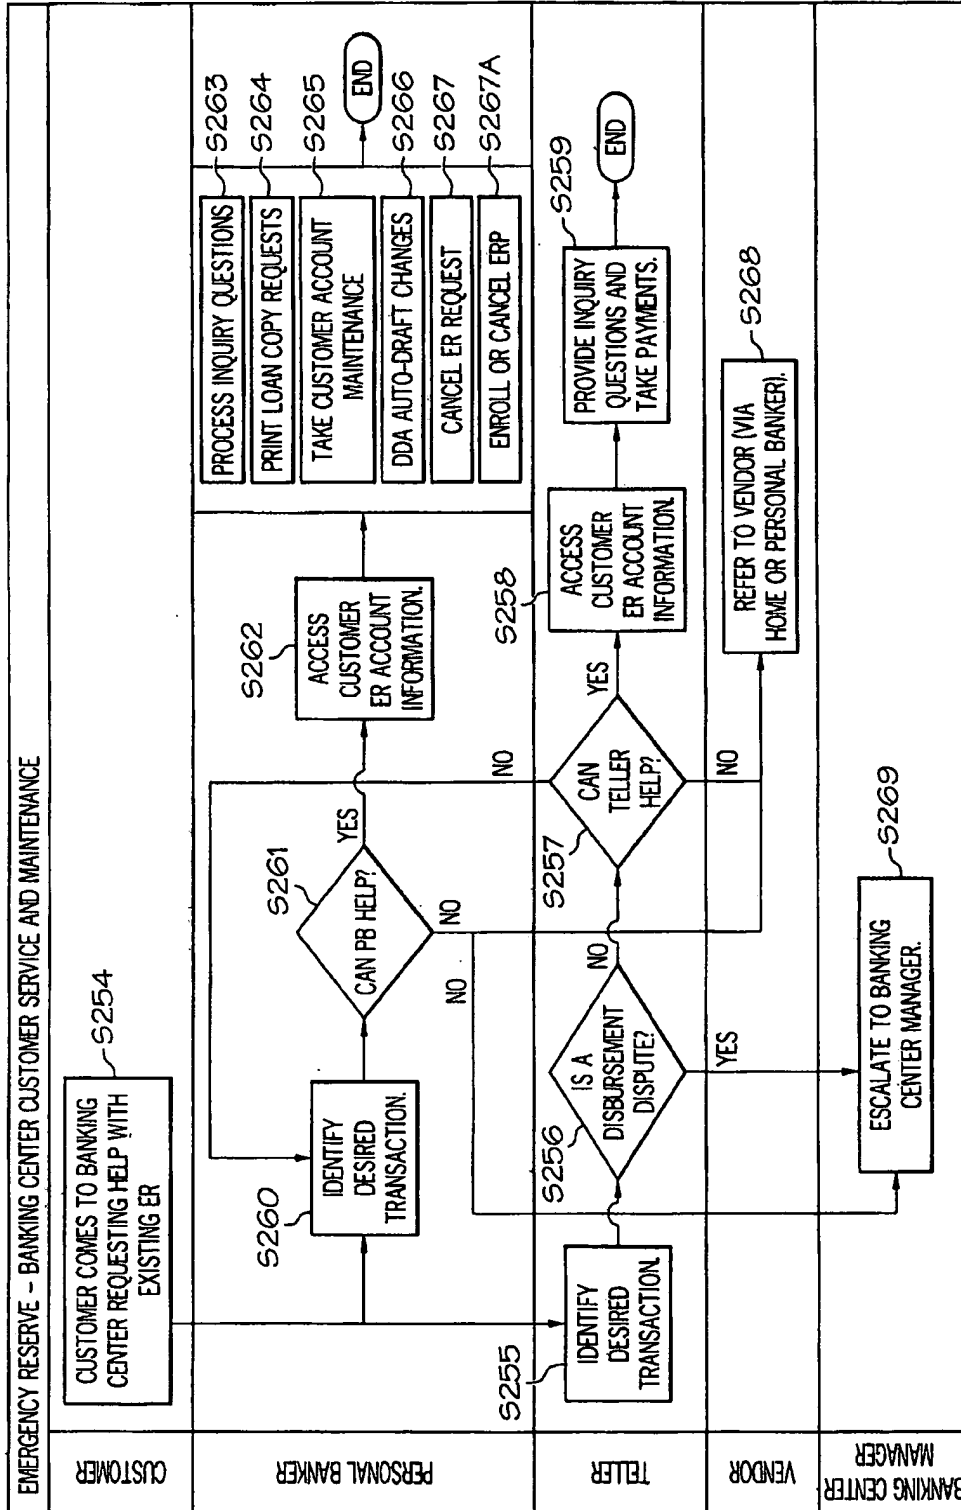 EMERGENCY RESERVE - BANKING CENTER CUSTOMER SERVICE AND MAINTENANCE
CUSTOMER
CUSTOMER COMES TO BANKING
CENTER REQUESTING HELP WITH
EXISTING ER
S254
PERSONAL BANKER
S260
IDENTIFY
DESIRED
TRANSACTION.
CAN PB HELP?
S261
YES
NO
NO
S262
ACCESS
CUSTOMER
ER ACCOUNT
INFORMATION.
PROCESS INQUIRY QUESTIONS
S263
PRINT LOAN COPY REQUESTS
S264
TAKE CUSTOMER ACCOUNT
MAINTENANCE
S265
DDA AUTO-DRAFT CHANGES
S266
CANCEL ER REQUEST
S267
ENROLL OR CANCEL ERP
S267A
END
TELLER
S255
IDENTIFY
DESIRED
TRANSACTION.
S256
IS A
DISBURSEMENT
DISPUTE?
NO
YES
S257
CAN
TELLER
HELP?
NO
YES
NO
S258
ACCESS
CUSTOMER
ER ACCOUNT
INFORMATION.
PROVIDE INQUIRY
QUESTIONS AND
TAKE PAYMENTS.
S259
END
VENDOR
REFER TO VENDOR (VIA
HOME OR PERSONAL BANKER).
S268
BANKING CENTER
MANAGER
ESCALATE TO BANKING
CENTER MANAGER.
S269